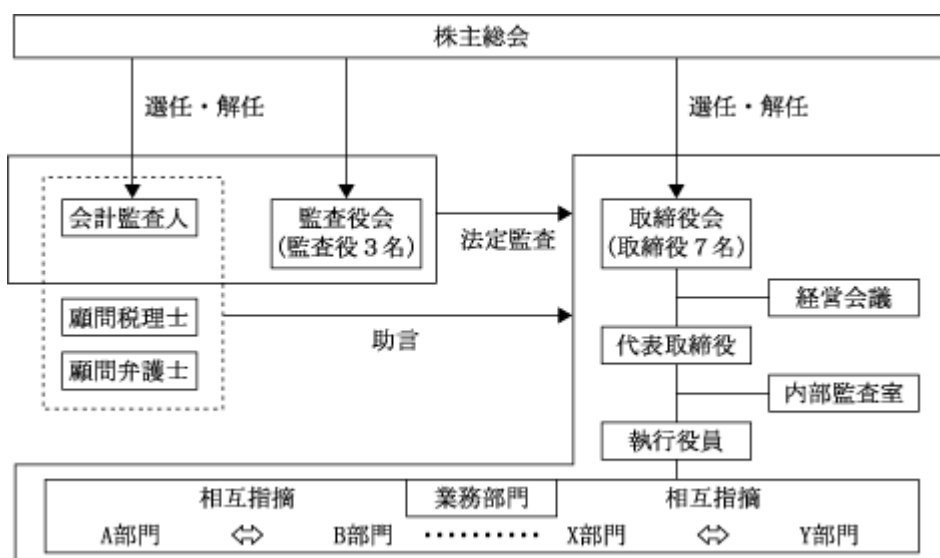 株主総会
選任・解任
選任・解任
会計監査人
監査役会
(監査役3名)
法定監査
取締役会
(取締役7名)
経営会議
顧問税理士
助言
代表取締役
顧問弁護士
内部監査室
執行役員
相互指摘
業務部門
相互指摘
A部門 ⇔ B部門 ・・・・・・・・・・ X部門 ⇔ Y部門